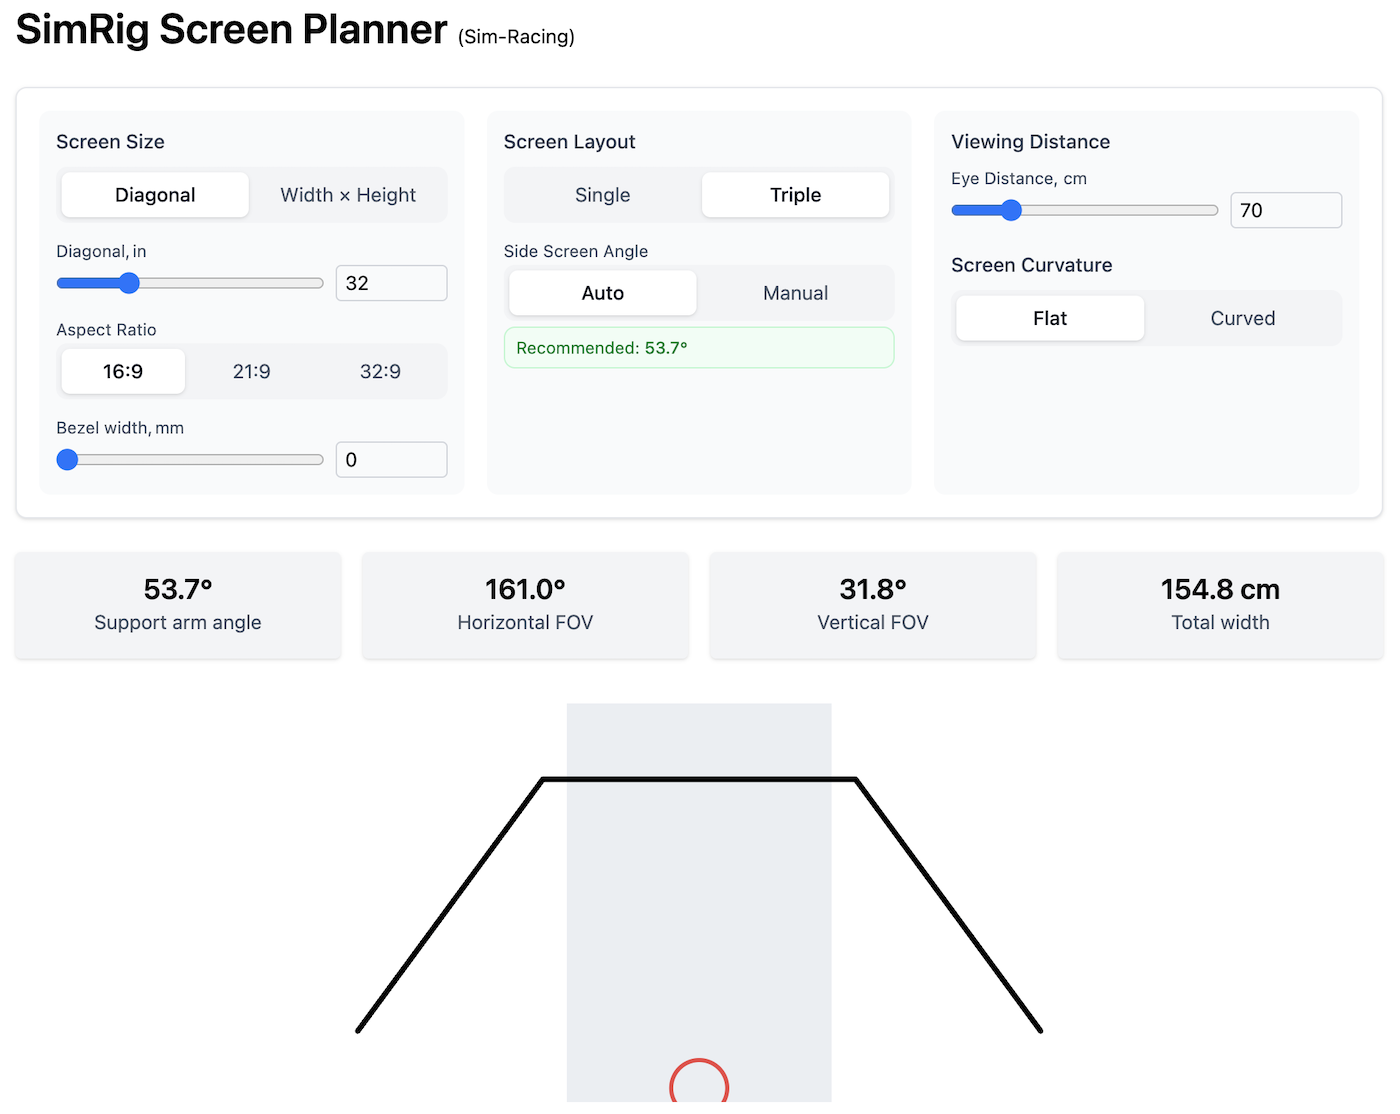 SimRig Screen Planner (Sim-Racing)
Screen Size
Diagonal
Width × Height
Diagonal, in
32
Aspect Ratio
16:9
21:9
32:9
Bezel width, mm
0
Screen Layout
Single
Triple
Side Screen Angle
Auto
Manual
Recommended: 53.7°
Viewing Distance
Eye Distance, cm
70
Screen Curvature
Flat
Curved
53.7°
Support arm angle
161.0°
Horizontal FOV
31.8°
Vertical FOV
154.8 cm
Total width